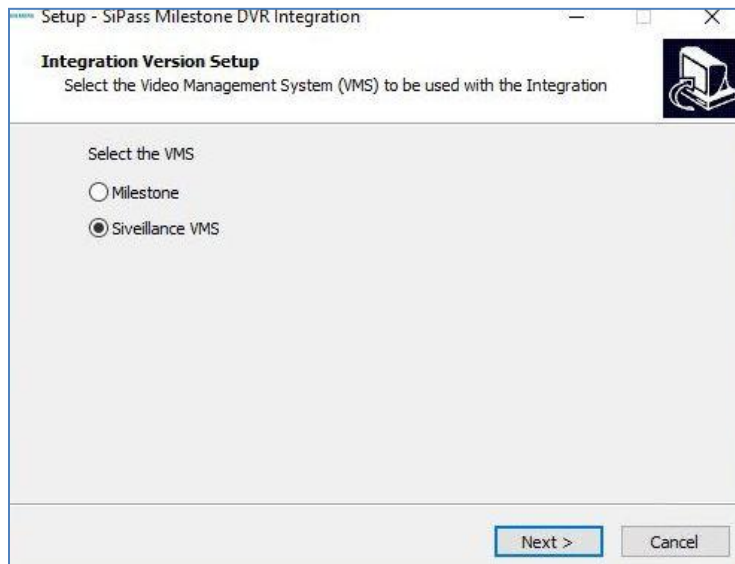 SIEMENS Setup - SiPass Milestone DVR Integration
Integration Version Setup
Select the Video Management System (VMS) to be used with the Integration
Select the VMS
Milestone
Siveillance VMS
Next >
Cancel